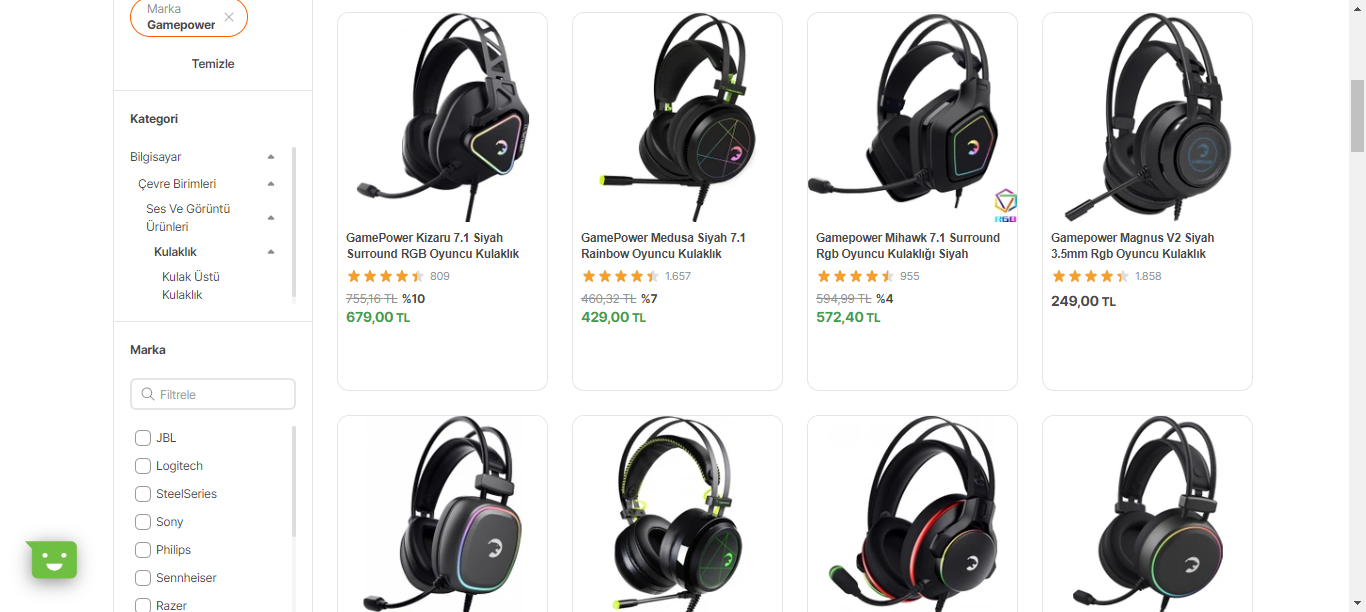 Marka
Gamepower
Temizle
Kategori
Bilgisayar
Çevre Birimleri
Ses Ve Görüntü
Ürünleri
Kulaklık
Kulak Üstü
Kulaklık
Marka
Filtrele
JBL
Logitech
SteelSeries
Sony
Philips
Sennheiser
Razer
GamePower Kizaru 7.1 Siyah
Surround RGB Oyuncu Kulaklık
809
755,16 TL %10
679,00 TL
GamePower Medusa Siyah 7.1
Rainbow Oyuncu Kulaklık
1.657
460,32 TL %7
429,00 TL
RGB
Gamepower Mihawk 7.1 Surround
Rgb Oyuncu Kulaklığı Siyah
955
594,99 TL %4
572,40 TL
Gamepower Magnus V2 Siyah
3.5mm Rgb Oyuncu Kulaklık
1.858
249,00 TL